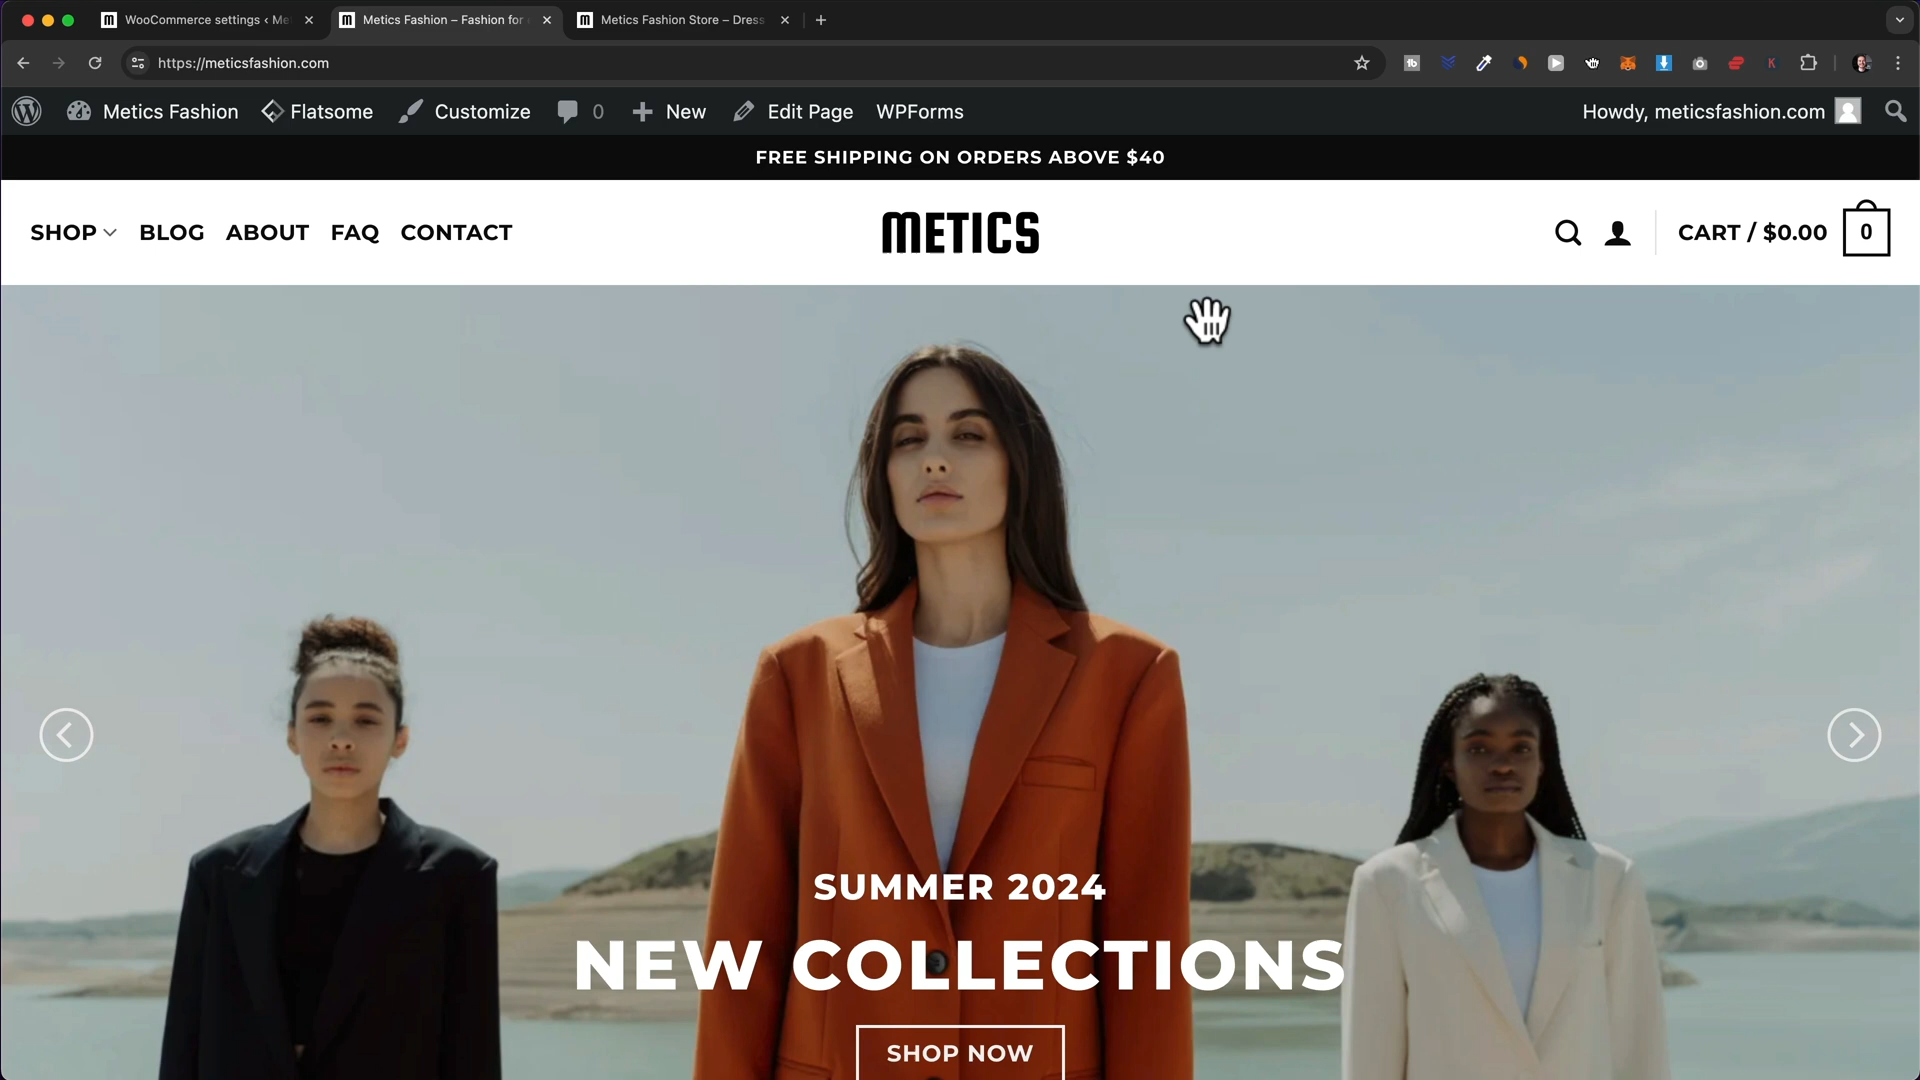 WooCommerce settings ‹ Me
Metics Fashion – Fashion for
Metics Fashion Store – Dress
https://meticsfashion.com
Metics Fashion
Flatsome
Customize
0
New
Edit Page
WPForms
Howdy, meticsfashion.com
FREE SHIPPING ON ORDERS ABOVE $40
SHOP
BLOG
ABOUT
FAQ
CONTACT
METICS
CART / $0.00
0
SUMMER 2024
NEW COLLECTIONS
SHOP NOW